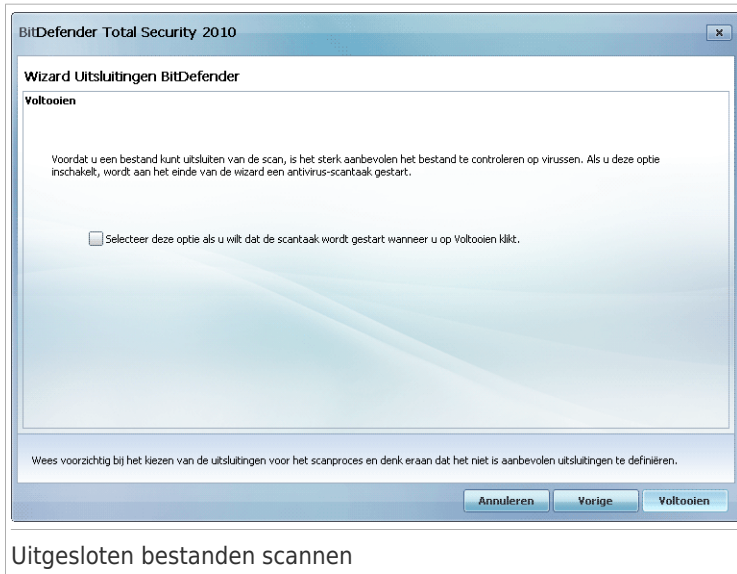 BitDefender Total Security 2010
Wizard Uitsluitingen BitDefender
Voltooien
Voordat u een bestand kunt uitsluiten van de scan, is het sterk aanbevolen het bestand te controleren op virussen. Als u deze optie
inschakelt, wordt aan het einde van de wizard een antivirus-scantaak gestart.
Selecteer deze optie als u wilt dat de scantaak wordt gestart wanneer u op Voltooien klikt.
Wees voorzichtig bij het kiezen van de uitsluitingen voor het scanproces en denk eraan dat het niet is aanbevolen uitsluitingen te definiëren.
Annuleren Vorige Voltooien
Uitgesloten bestanden scannen